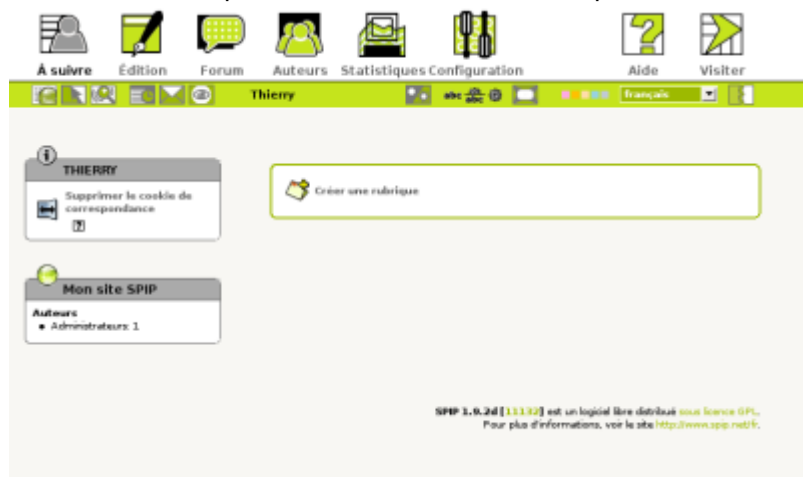 À suivre Édition Forum Auteurs Statistiques Configuration Aide Visiter
Thierry abc abc français
THIERRY
Supprimer le cookie de
correspondance
?
Créer une rubrique
Mon site SPIP
Auteurs
• Administrateurs: 1
SPIP 1.9.2d [11132] est un logiciel libre distribué sous licence GPL.
Pour plus d'informations, voir le site http://www.spip.net/fr.